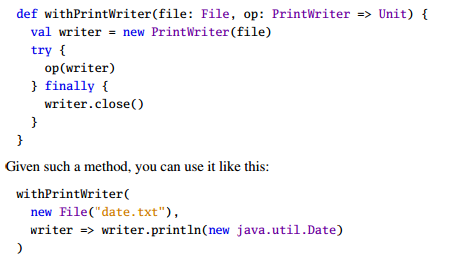 def withPrintWriter(file: File, op: PrintWriter => Unit) {
  val writer = new PrintWriter(file)
  try {
    op(writer)
  } finally {
    writer.close()
  }
}
Given such a method, you can use it like this:
withPrintWriter(
  new File("date.txt"),
  writer => writer.println(new java.util.Date)
)